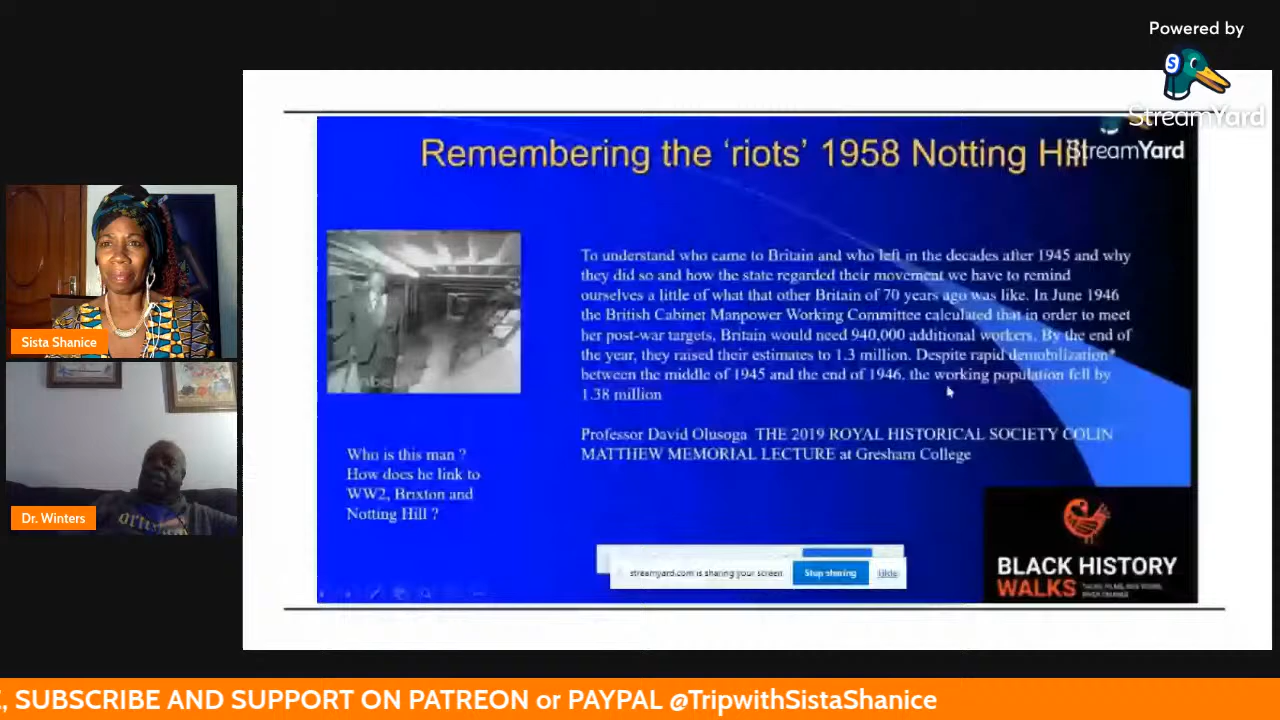 Powered by
StreamYard
Remembering the 'riots' 1958 Notting Hill
StreamYard
To understand who came to Britain and who left in the decades after 1945 and why
they did so and how the state regarded their movement we have to remind
ourselves a little of what that other Britain of 70 years ago was like. In June 1946
the British Cabinet Manpower Working Committee calculated that in order to meet
her post-war targets, Britain would need 940,000 additional workers. By the end of
the year, they raised their estimates to 1.3 million. Despite rapid demobilization*
between the middle of 1945 and the end of 1946, the working population fell by
1.38 million
Professor David Olusoga THE 2019 ROYAL HISTORICAL SOCIETY COLIN
MATTHEW MEMORIAL LECTURE at Gresham College
Who is this man ?
How does he link to
WW2, Brixton and
Notting Hill ?
Sista Shanice
Dr. Winters
streamyard.com is sharing your screen.
Stop sharing
Hide
BLACK HISTORY
WALKS
, SUBSCRIBE AND SUPPORT ON PATREON or PAYPAL @TripwithSistaShanice